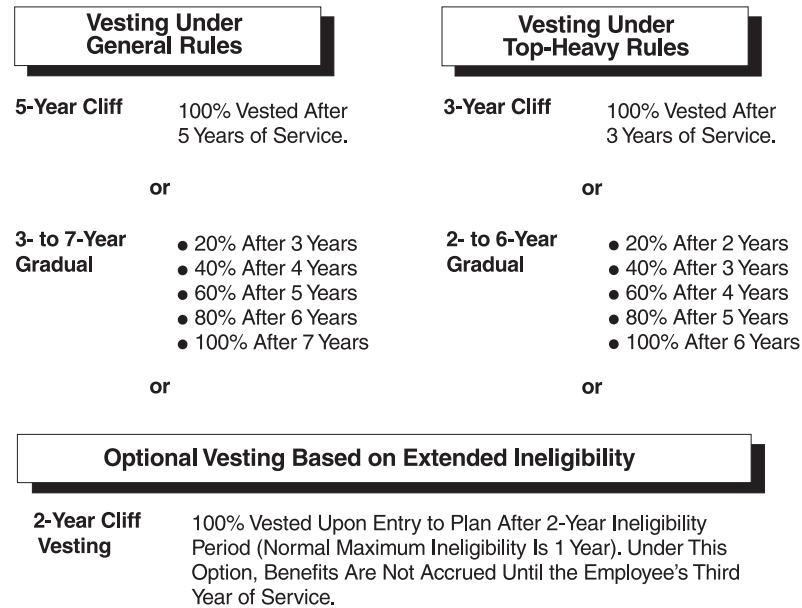 Vesting Under
General Rules
5-Year Cliff
100% Vested After
5 Years of Service.
or
3- to 7-Year
Gradual
● 20% After 3 Years
● 40% After 4 Years
● 60% After 5 Years
● 80% After 6 Years
● 100% After 7 Years
or
Vesting Under
Top-Heavy Rules
3-Year Cliff
100% Vested After
3 Years of Service.
or
2- to 6-Year
Gradual
● 20% After 2 Years
● 40% After 3 Years
● 60% After 4 Years
● 80% After 5 Years
● 100% After 6 Years
or
Optional Vesting Based on Extended Ineligibility
2-Year Cliff
Vesting
100% Vested Upon Entry to Plan After 2-Year Ineligibility
Period (Normal Maximum Ineligibility Is 1 Year). Under This
Option, Benefits Are Not Accrued Until the Employee's Third
Year of Service.